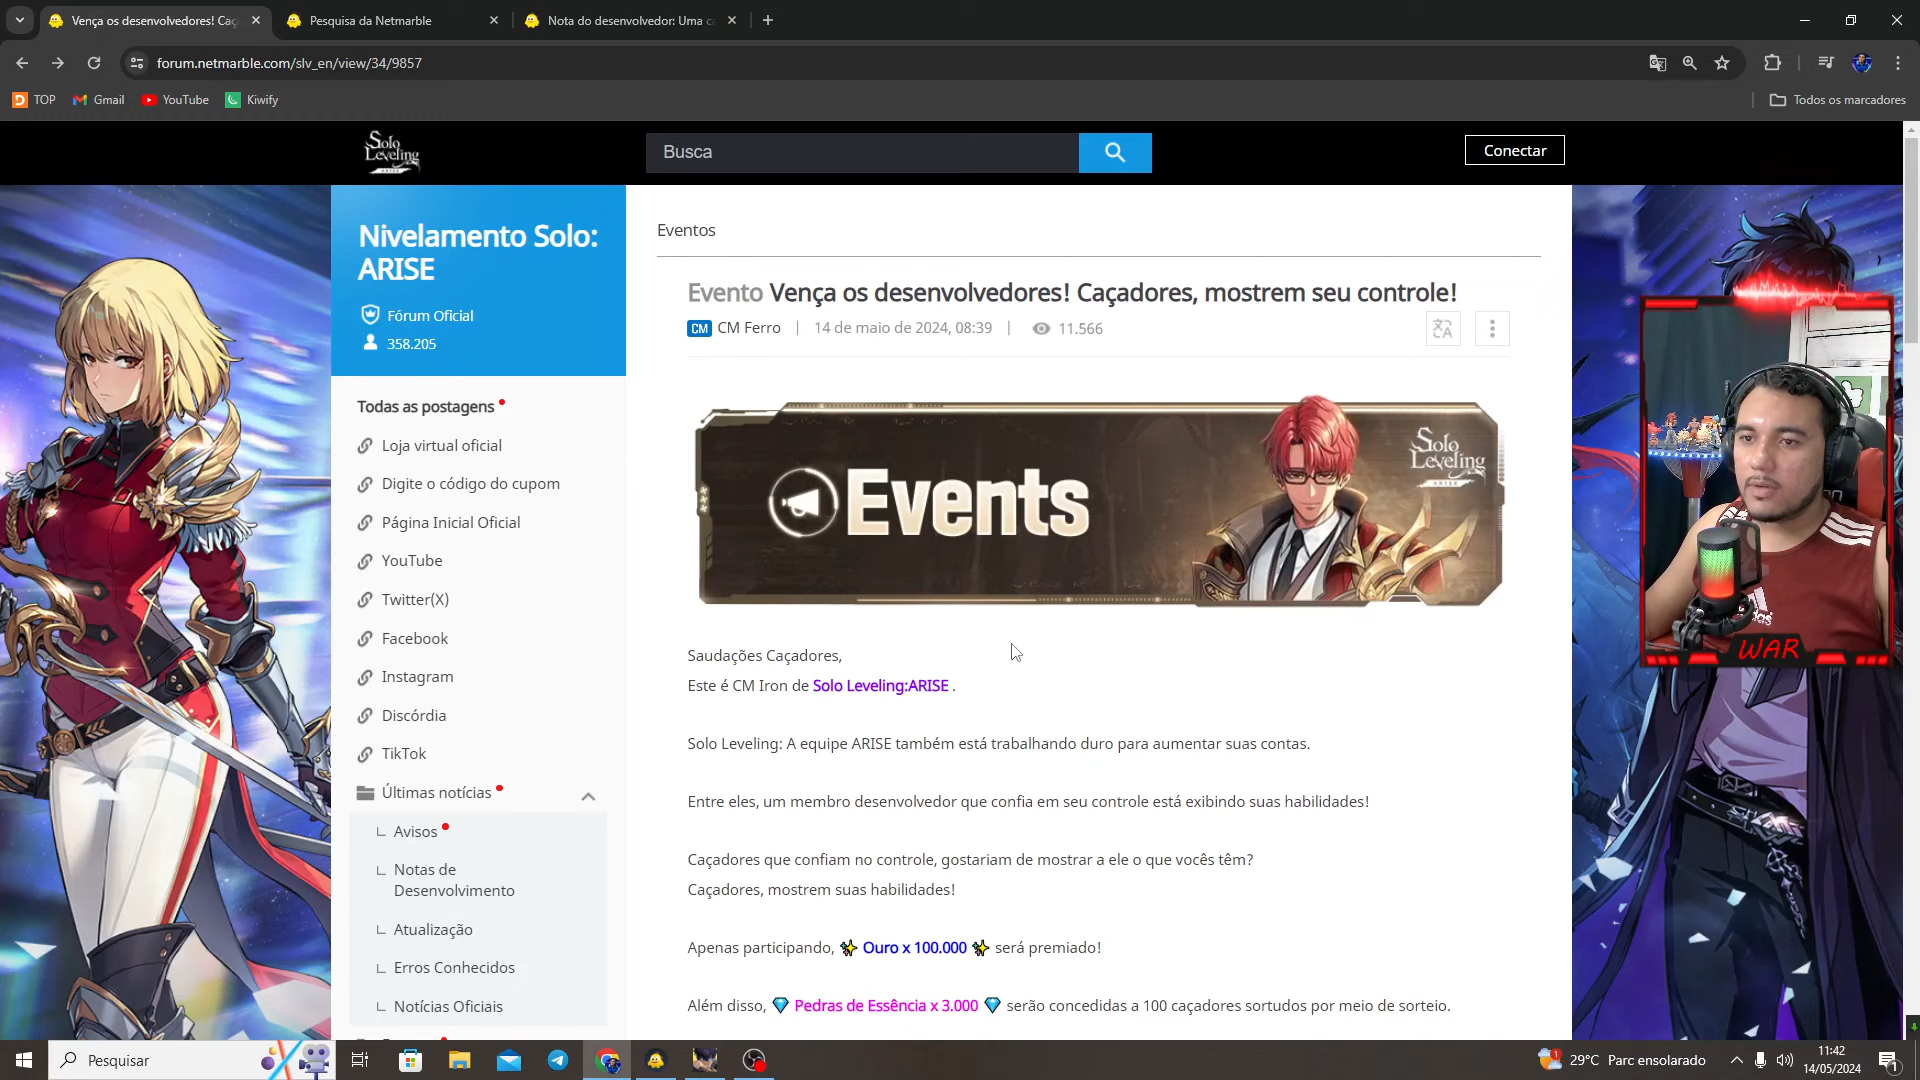 Vença os desenvolvedores! Caç
Pesquisa da Netmarble
Nota do desenvolvedor: Uma c
forum.netmarble.com/slv_en/view/34/9857
TOP
Gmail
YouTube
Kiwify
Todos os marcadores
Solo Leveling ARISE
Busca
Conectar
Nivelamento Solo:
ARISE
Fórum Oficial
358.205
Todas as postagens
Loja virtual oficial
Digite o código do cupom
Página Inicial Oficial
YouTube
Twitter(X)
Facebook
Instagram
Discórdia
TikTok
Últimas notícias
Avisos
Notas de
Desenvolvimento
Atualização
Erros Conhecidos
Notícias Oficiais
Eventos
Evento Vença os desenvolvedores! Caçadores, mostrem seu controle!
CM CM Ferro | 14 de maio de 2024, 08:39 | 11.566
Events
Solo Leveling ARISE
Saudações Caçadores,
Este é CM Iron de Solo Leveling:ARISE .
Solo Leveling: A equipe ARISE também está trabalhando duro para aumentar suas contas.
Entre eles, um membro desenvolvedor que confia em seu controle está exibindo suas habilidades!
Caçadores que confiam no controle, gostariam de mostrar a ele o que vocês têm?
Caçadores, mostrem suas habilidades!
Apenas participando, ✨ Ouro x 100.000 ✨ será premiado!
Além disso, 💎 Pedras de Essência x 3.000 💎 serão concedidas a 100 caçadores sortudos por meio de sorteio.
WAR
Pesquisar
29°C Parc ensolarado
11:42
14/05/2024